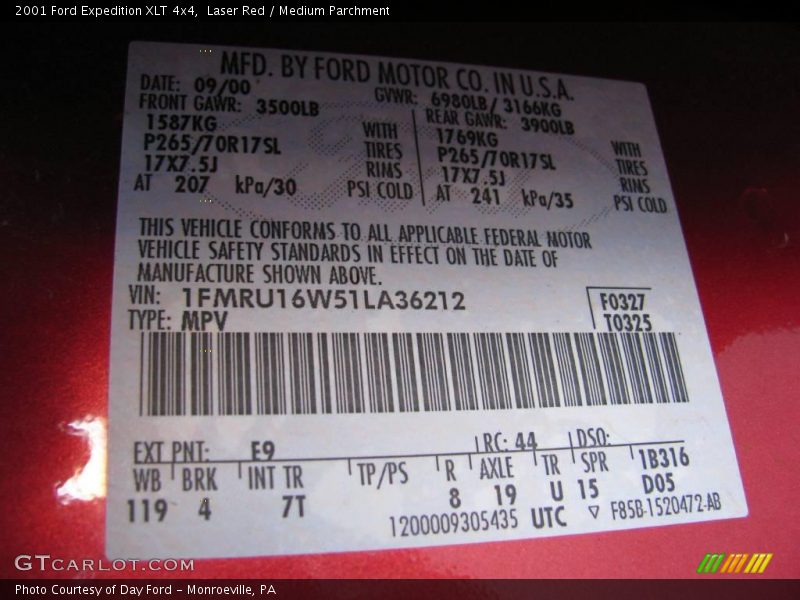 2001 Ford Expedition XLT 4x4,  Laser Red / Medium Parchment
MFD. BY FORD MOTOR CO. IN U.S.A.
DATE: 09/00 GVWR: 6980LB/ 3166KG
FRONT GAWR: 3500LB REAR GAWR: 3900LB
1587KG WITH 1769KG WITH
P265/70R17SL TIRES P265/70R17SL TIRES
17X7.5J RIMS 17X7.5J RINS
AT 207 kPa/30 PSI COLD AT 241 kPa/35 PSI COLD
THIS VEHICLE CONFORMS TO ALL APPLICABLE FEDERAL MOTOR
VEHICLE SAFETY STANDARDS IN EFFECT ON THE DATE OF
MANUFACTURE SHOWN ABOVE.
VIN: 1FMRU16W51LA36212 F0327
TYPE: MPV T0325
EXT PNT: E9 RC: 44 DSO:
WB BRK INT TR TP/PS R AXLE TR SPR 1B316
119 4 7T 8 19 U 15 D05
1200009305435 UTC ▽ F85B-1520472-AB
GTCARLOT.COM
Photo Courtesy of Day Ford – Monroeville, PA